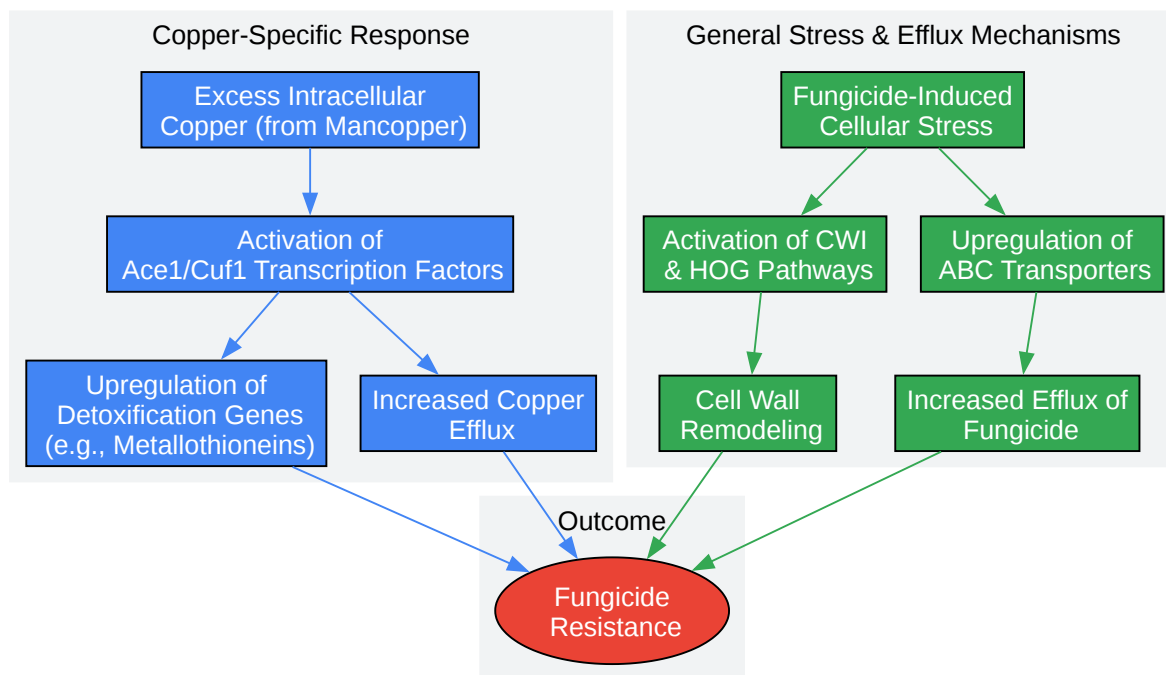 Copper-Specific Response
Excess Intracellular
Copper (from Mancopper)
Activation of
Ace1/Cuf1 Transcription Factors
Upregulation of
Detoxification Genes
(e.g., Metallothioneins)
Increased Copper
Efflux
General Stress & Efflux Mechanisms
Fungicide-Induced
Cellular Stress
Activation of CWI
& HOG Pathways
Upregulation of
ABC Transporters
Cell Wall
Remodeling
Increased Efflux of
Fungicide
Outcome
Fungicide
Resistance